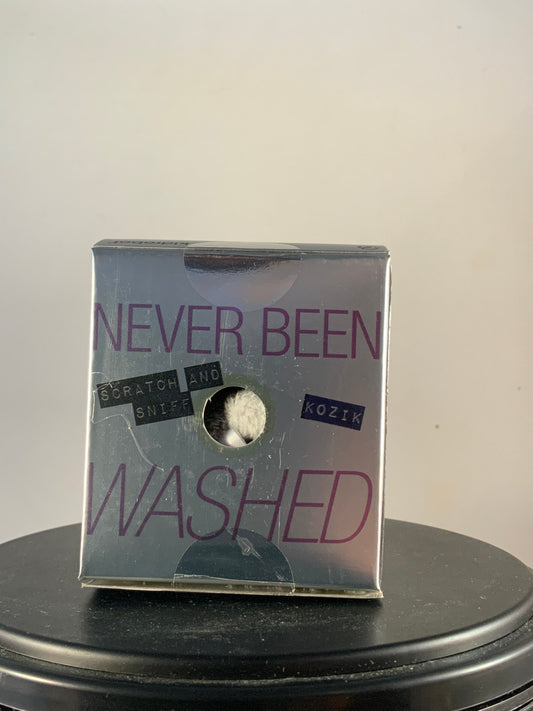 NEVER BEEN
SCRATCH AND
SNIFF
KOZIK
WASHED